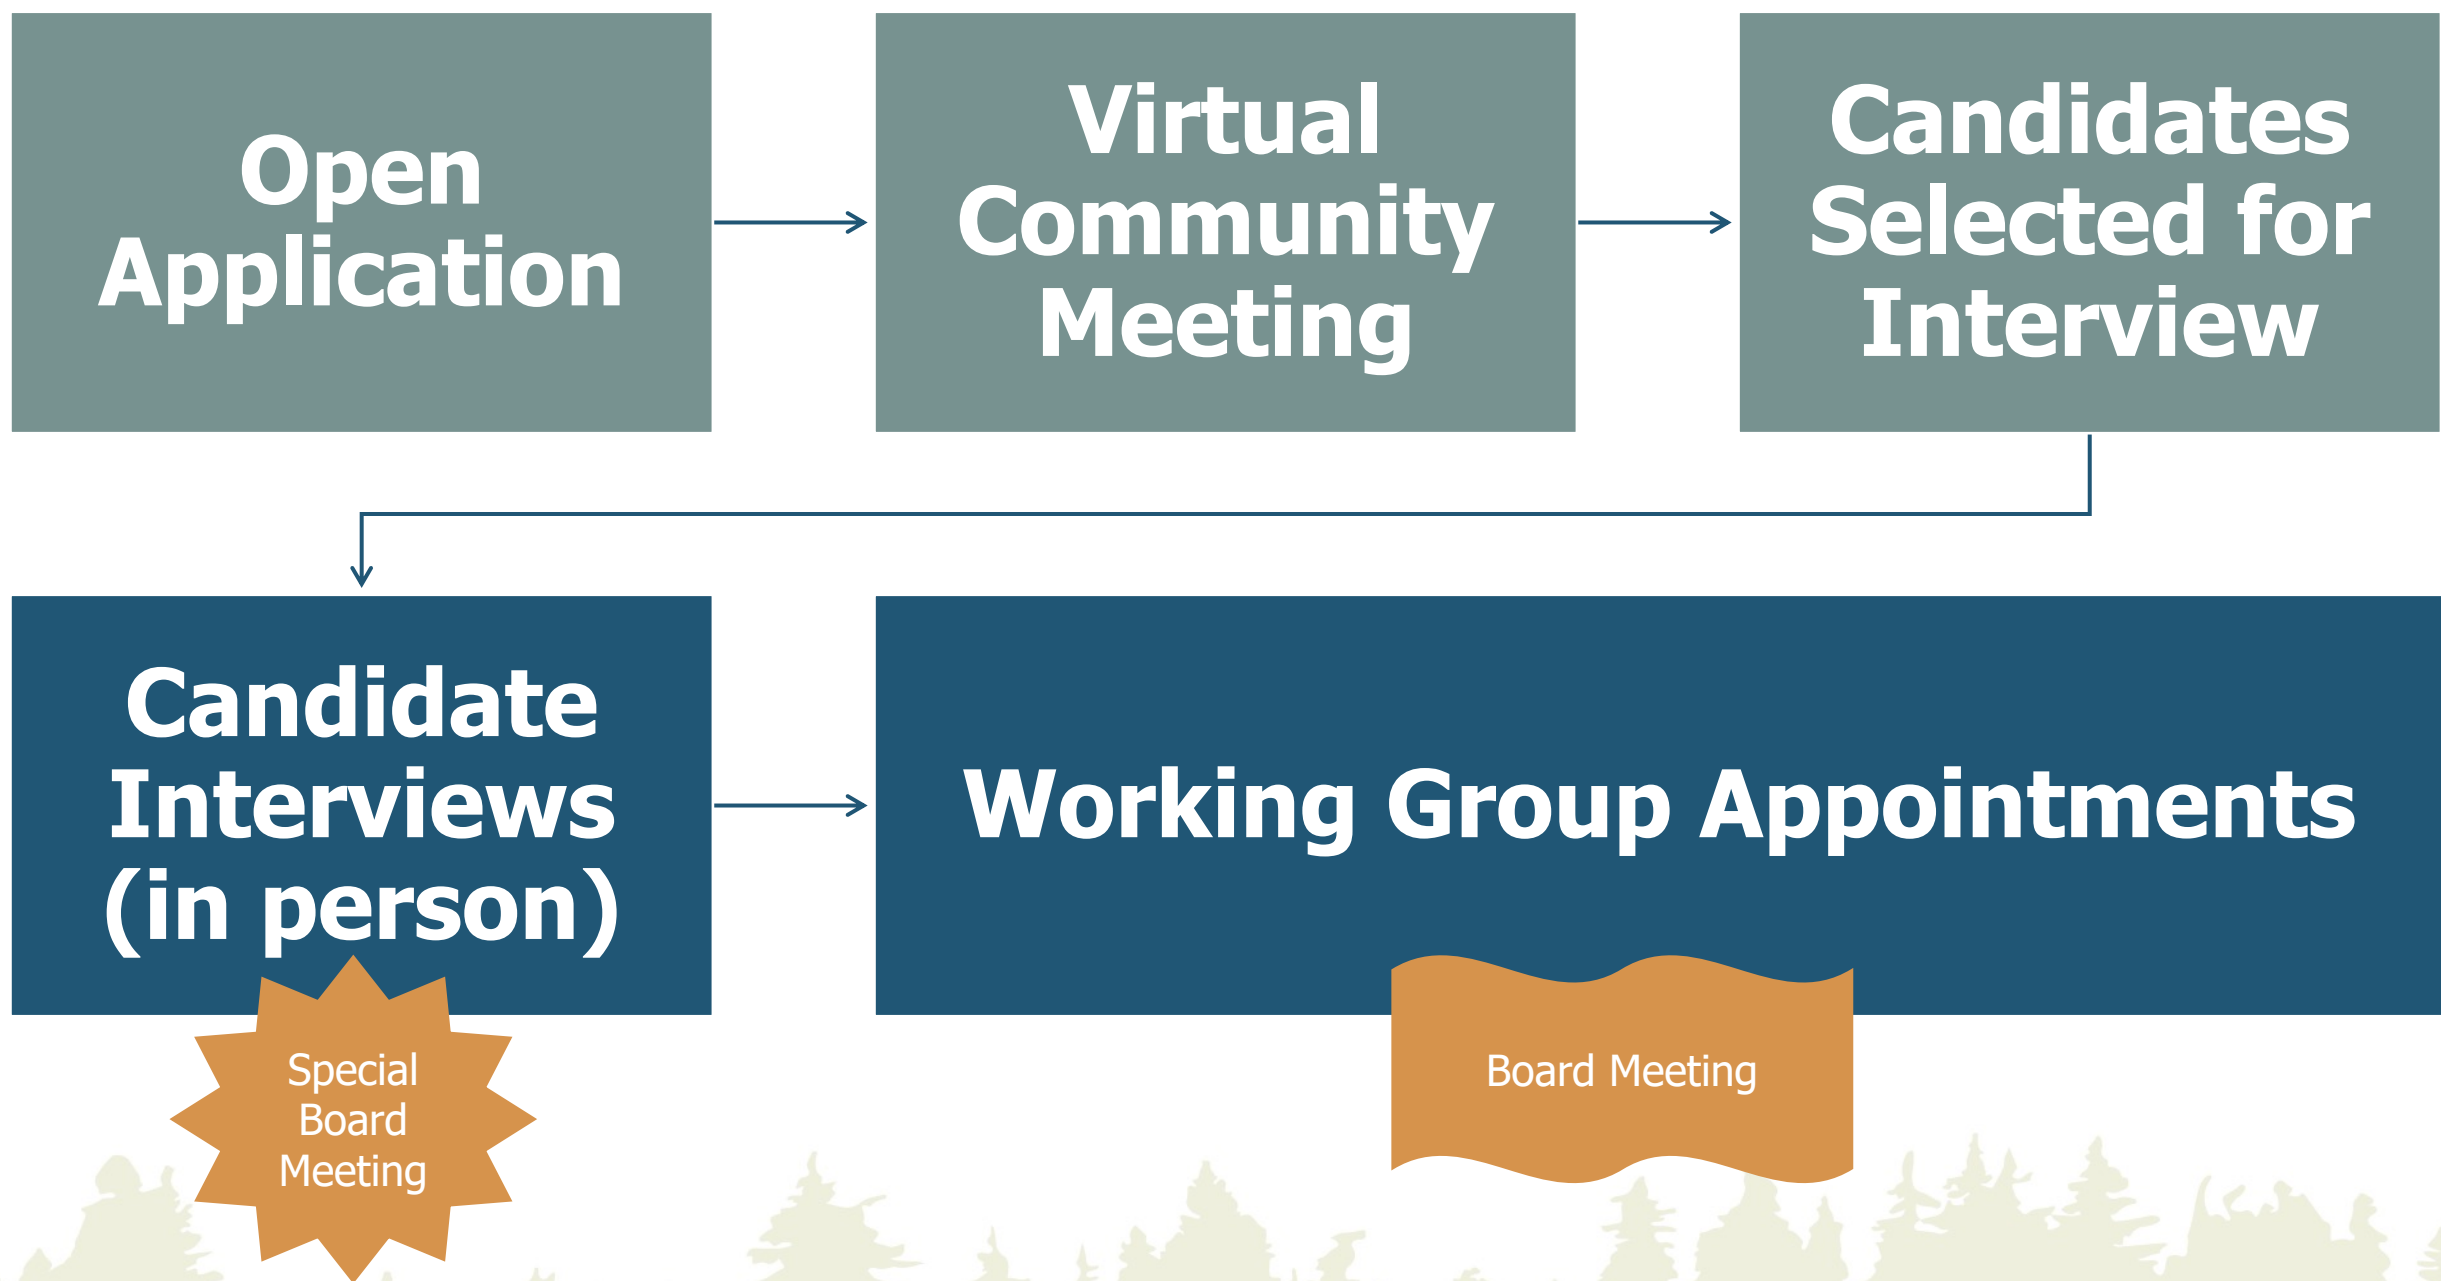 Open
Application
Virtual
Community
Meeting
Candidates
Selected for
Interview
Candidate
Interviews
(in person)
Working Group Appointments
Special
Board
Meeting
Board Meeting